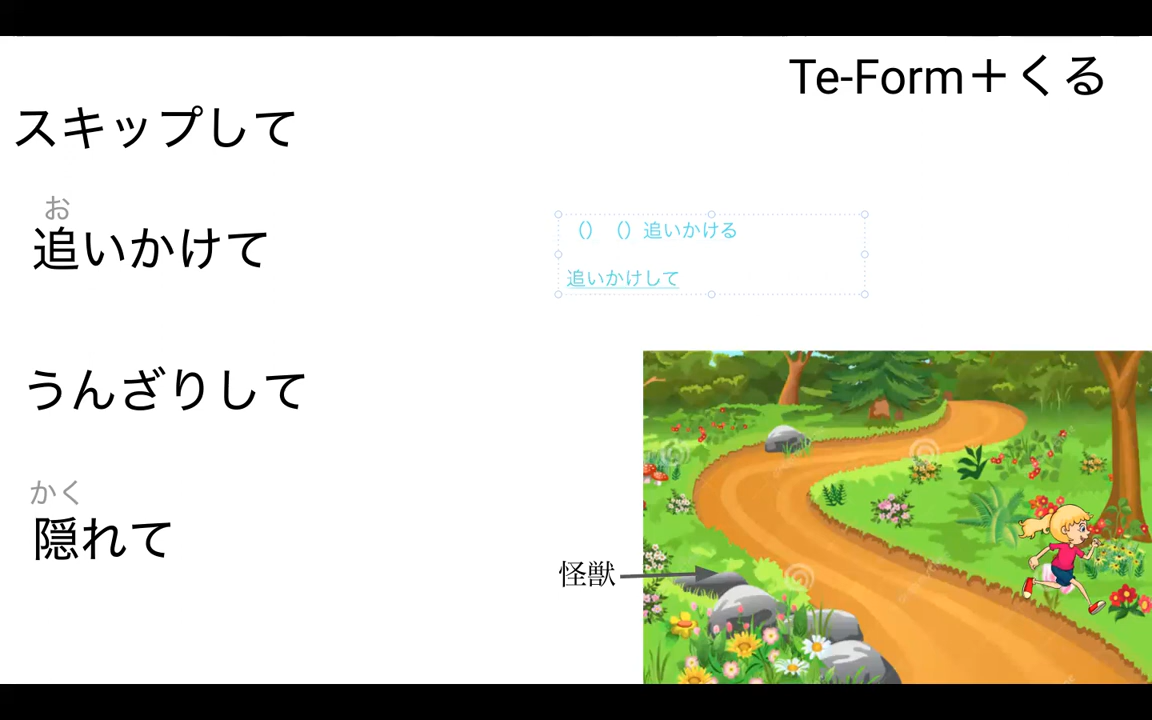 Te-Form＋くる
スキップして
お
追いかけて
（）（）追いかける
追いかけして
うんざりして
かく
隠れて
怪獣